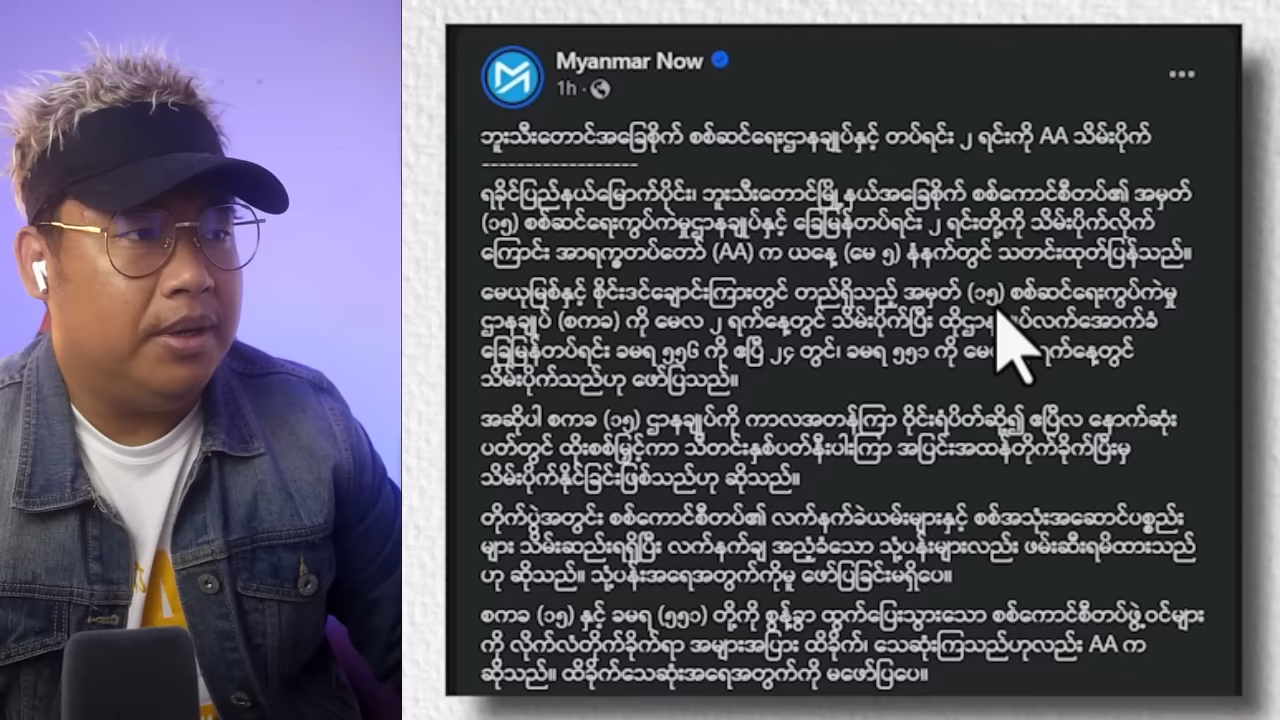 Myanmar Now
1h
ဘူးသီးတောင်အခြေစိုက် စစ်ဆင်ရေးဌာနချုပ်နှင့် တပ်ရင်း ၂ ရင်းကို AA သိမ်းပိုက်
-------------------
ရခိုင်ပြည်နယ်မြောက်ပိုင်း၊ ဘူးသီးတောင်မြို့နယ်အခြေစိုက် စစ်ကောင်စီတပ်၏ အမှတ်
(၁၅) စစ်ဆင်ရေးကွပ်ကဲမှုဌာနချုပ်နှင့် ခြေမြန်တပ်ရင်း ၂ ရင်းတို့ကို သိမ်းပိုက်လိုက်
ကြောင်း အာရက္ခတပ်တော် (AA) က ယနေ့ (မေ ၅) နံနက်တွင် သတင်းထုတ်ပြန်သည်။
မေယုမြစ်နှင့် စိုင်းဒင်ချောင်းကြားတွင် တည်ရှိသည့် အမှတ် (၁၅) စစ်ဆင်ရေးကွပ်ကဲမှု
ဌာနချုပ် (စကခ) ကို မေလ ၂ ရက်နေ့တွင် သိမ်းပိုက်ပြီး လက်အောက်ခံ
ခြေမြန်တပ်ရင်း ခမရ ၅၅၆ ကို ဧပြီ ၂၄ တွင်၊ ခမရ ၅၅၁ ကို ရက်နေ့တွင်
သိမ်းပိုက်သည်ဟု ဖော်ပြသည်။
အဆိုပါ စကခ (၁၅) ဌာနချုပ်ကို ကာလအတန်ကြာ ဝိုင်းရံပိတ်ဆို့၍ ဧပြီလ နောက်ဆုံး
ပတ်တွင် ထိုးစစ်မြှင့်ကာ သီတင်းနှစ်ပတ်နီးပါးကြာ အပြင်းအထန်တိုက်ခိုက်ပြီးမှ
သိမ်းပိုက်နိုင်ခြင်းဖြစ်သည်ဟု ဆိုသည်။
တိုက်ပွဲအတွင်း စစ်ကောင်စီတပ်၏ လက်နက်ခဲယမ်းများနှင့် စစ်အသုံးအဆောင်ပစ္စည်း
များ သိမ်းဆည်းရရှိပြီး လက်နက်ချ အညံ့ခံသော သုံ့ပန်းများလည်း ဖမ်းဆီးရမိထားသည်
ဟု ဆိုသည်။ သုံ့ပန်းအရေအတွက်ကိုမူ ဖော်ပြခြင်းမရှိပေ။
စကခ (၁၅) နှင့် ခမရ (၅၅၁) တို့ကို စွန့်ခွာ ထွက်ပြေးသွားသော စစ်ကောင်စီတပ်ဖွဲ့ဝင်များ
ကို လိုက်လံတိုက်ခိုက်ရာ အများအပြား ထိခိုက်၊ သေဆုံးကြသည်ဟုလည်း AA က
ဆိုသည်။ ထိခိုက်သေဆုံးအရေအတွက်ကို မဖော်ပြပေ။